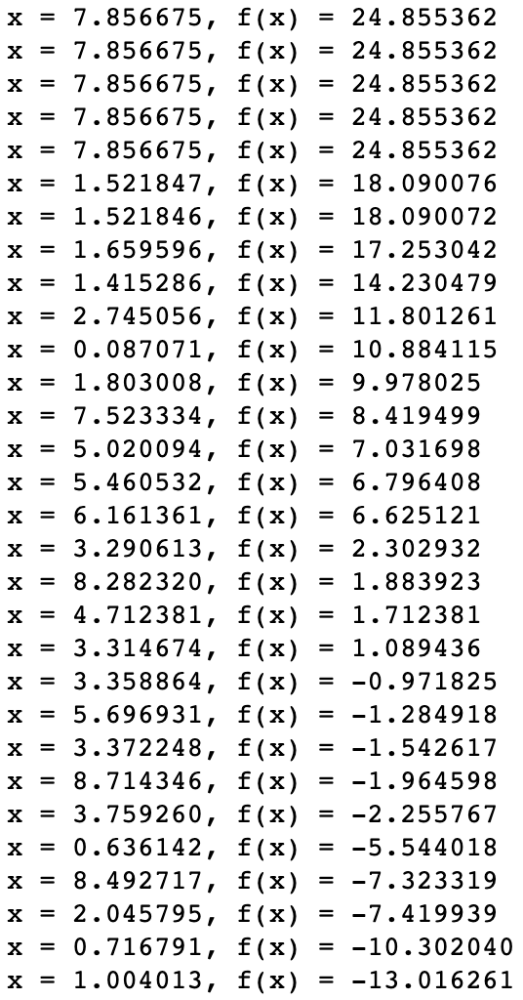 x = 7.856675, f(x) = 24.855362
x = 7.856675, f(x) = 24.855362
x = 7.856675, f(x) = 24.855362
x = 7.856675, f(x) = 24.855362
x = 7.856675, f(x) = 24.855362
x = 1.521847, f(x) = 18.090076
x = 1.521846, f(x) = 18.090072
x = 1.659596, f(x) = 17.253042
x = 1.415286, f(x) = 14.230479
x = 2.745056, f(x) = 11.801261
x = 0.087071, f(x) = 10.884115
x = 1.803008, f(x) = 9.978025
x = 7.523334, f(x) = 8.419499
x = 5.020094, f(x) = 7.031698
x = 5.460532, f(x) = 6.796408
x = 6.161361, f(x) = 6.625121
x = 3.290613, f(x) = 2.302932
x = 8.282320, f(x) = 1.883923
x = 4.712381, f(x) = 1.712381
x = 3.314674, f(x) = 1.089436
x = 3.358864, f(x) = -0.971825
x = 5.696931, f(x) = -1.284918
x = 3.372248, f(x) = -1.542617
x = 8.714346, f(x) = -1.964598
x = 3.759260, f(x) = -2.255767
x = 0.636142, f(x) = -5.544018
x = 8.492717, f(x) = -7.323319
x = 2.045795, f(x) = -7.419939
x = 0.716791, f(x) = -10.302040
x = 1.004013, f(x) = -13.016261